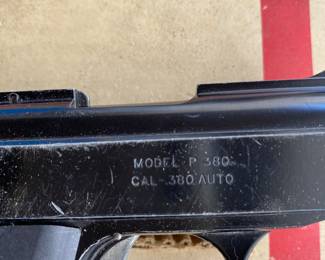 MODEL P 380
CAL-.380 AUTO